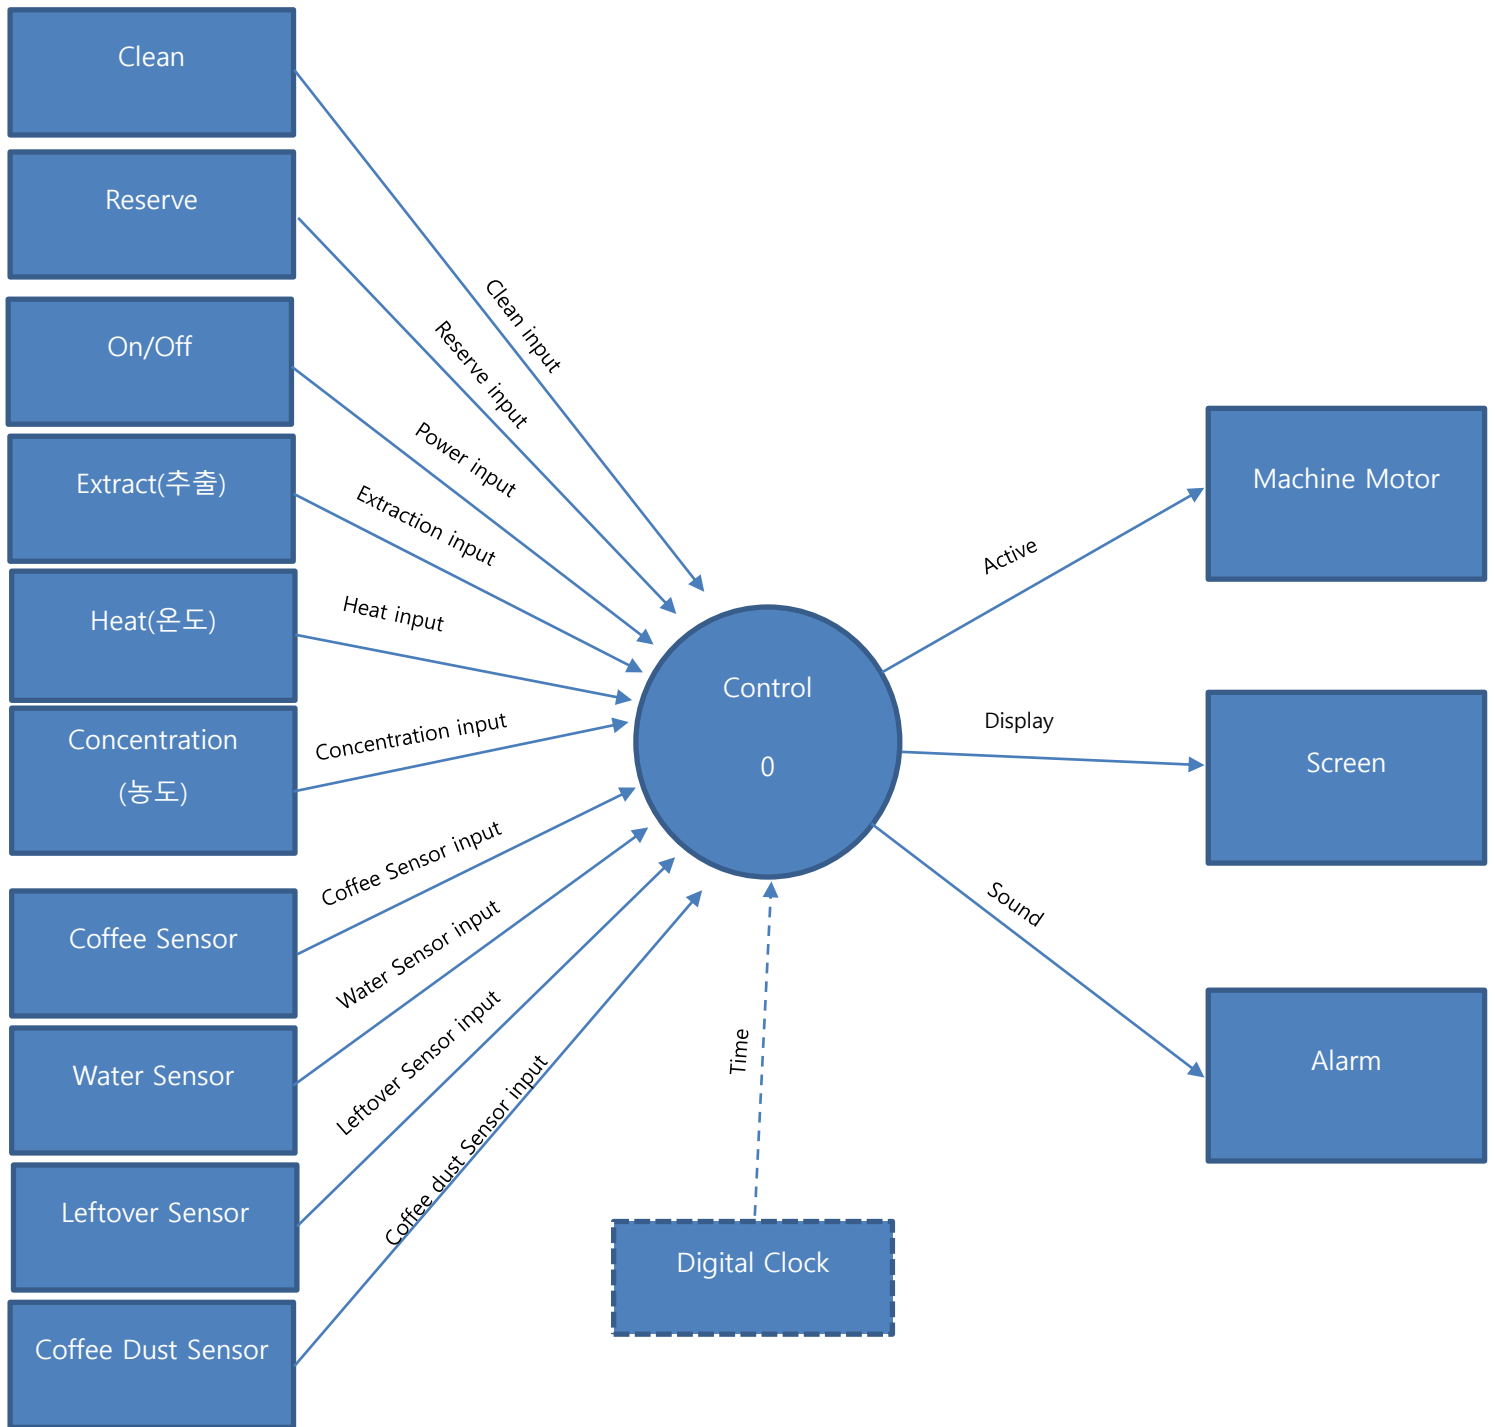 Clean
Reserve
On/Off
Extract(추출)
Heat(온도)
Concentration
(농도)
Coffee Sensor
Water Sensor
Leftover Sensor
Coffee Dust Sensor
Clean input
Reserve input
Power input
Extraction input
Heat input
Concentration input
Coffee Sensor input
Water Sensor input
Leftover Sensor input
Coffee dust Sensor input
Control
0
Time
Digital Clock
Active
Display
Sound
Machine Motor
Screen
Alarm